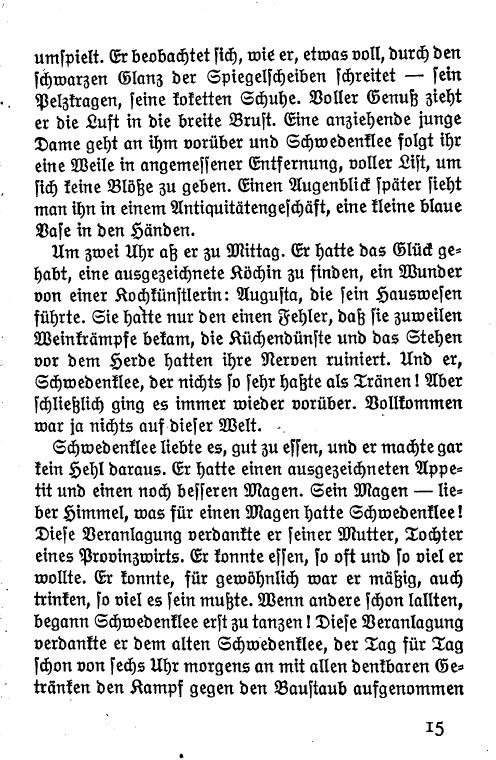 umspielt. Er beobachtet sich, wie er, etwas voll, durch den
schwarzen Glanz der Spiegelscheiben schreitet — sein
Pelzkragen, seine koketten Schuhe. Voller Genuß zieht
er die Luft in die breite Brust. Eine anziehende junge
Dame geht an ihm vorüber und Schwedenklee folgt ihr
eine Weile in angemessener Entfernung, voller List, um
sich keine Blöße zu geben. Einen Augenblick später sieht
man ihn in einem Antiquitätengeschäft, eine kleine blaue
Vase in den Händen.
Um zwei Uhr aß er zu Mittag. Er hatte das Glück ge-
habt, eine ausgezeichnete Köchin zu finden, ein Wunder
von einer Kochkünstlerin: Augusta, die sein Hauswesen
führte. Sie hatte nur den einen Fehler, daß sie zuweilen
Weinkrämpfe bekam, die Küchendünste und das Stehen
vor dem Herde hatten ihre Nerven ruiniert. Und er,
Schwedenklee, der nichts so sehr haßte als Tränen! Aber
schließlich ging es immer wieder vorüber. Vollkommen
war ja nichts auf dieser Welt.
Schwedenklee liebte es, gut zu essen, und er machte gar
kein Hehl daraus. Er hatte einen ausgezeichneten Appe-
tit und einen noch besseren Magen. Sein Magen — lie-
ber Himmel, was für einen Magen hatte Schwedenklee!
Diese Veranlagung verdankte er seiner Mutter, Tochter
eines Provinzwirts. Er konnte essen, so oft und so viel er
wollte. Er konnte, für gewöhnlich war er mäßig, auch
trinken, so viel es sein mußte. Wenn andere schon lallten,
begann Schwedenklee erst zu tanzen! Diese Veranlagung
verdankte er dem alten Schwedenklee, der Tag für Tag
schon von sechs Uhr morgens an mit allen denkbaren Ge-
tränken den Kampf gegen den Baustaub aufgenommen
15